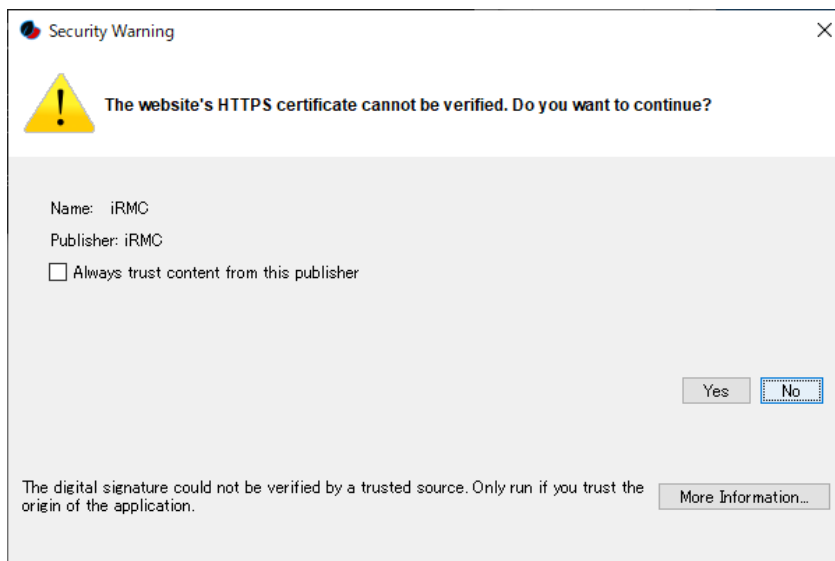 Security Warning
The website's HTTPS certificate cannot be verified. Do you want to continue?
Name: iRMC
Publisher: iRMC
Always trust content from this publisher
Yes No
The digital signature could not be verified by a trusted source. Only run if you trust the
origin of the application.
More Information...